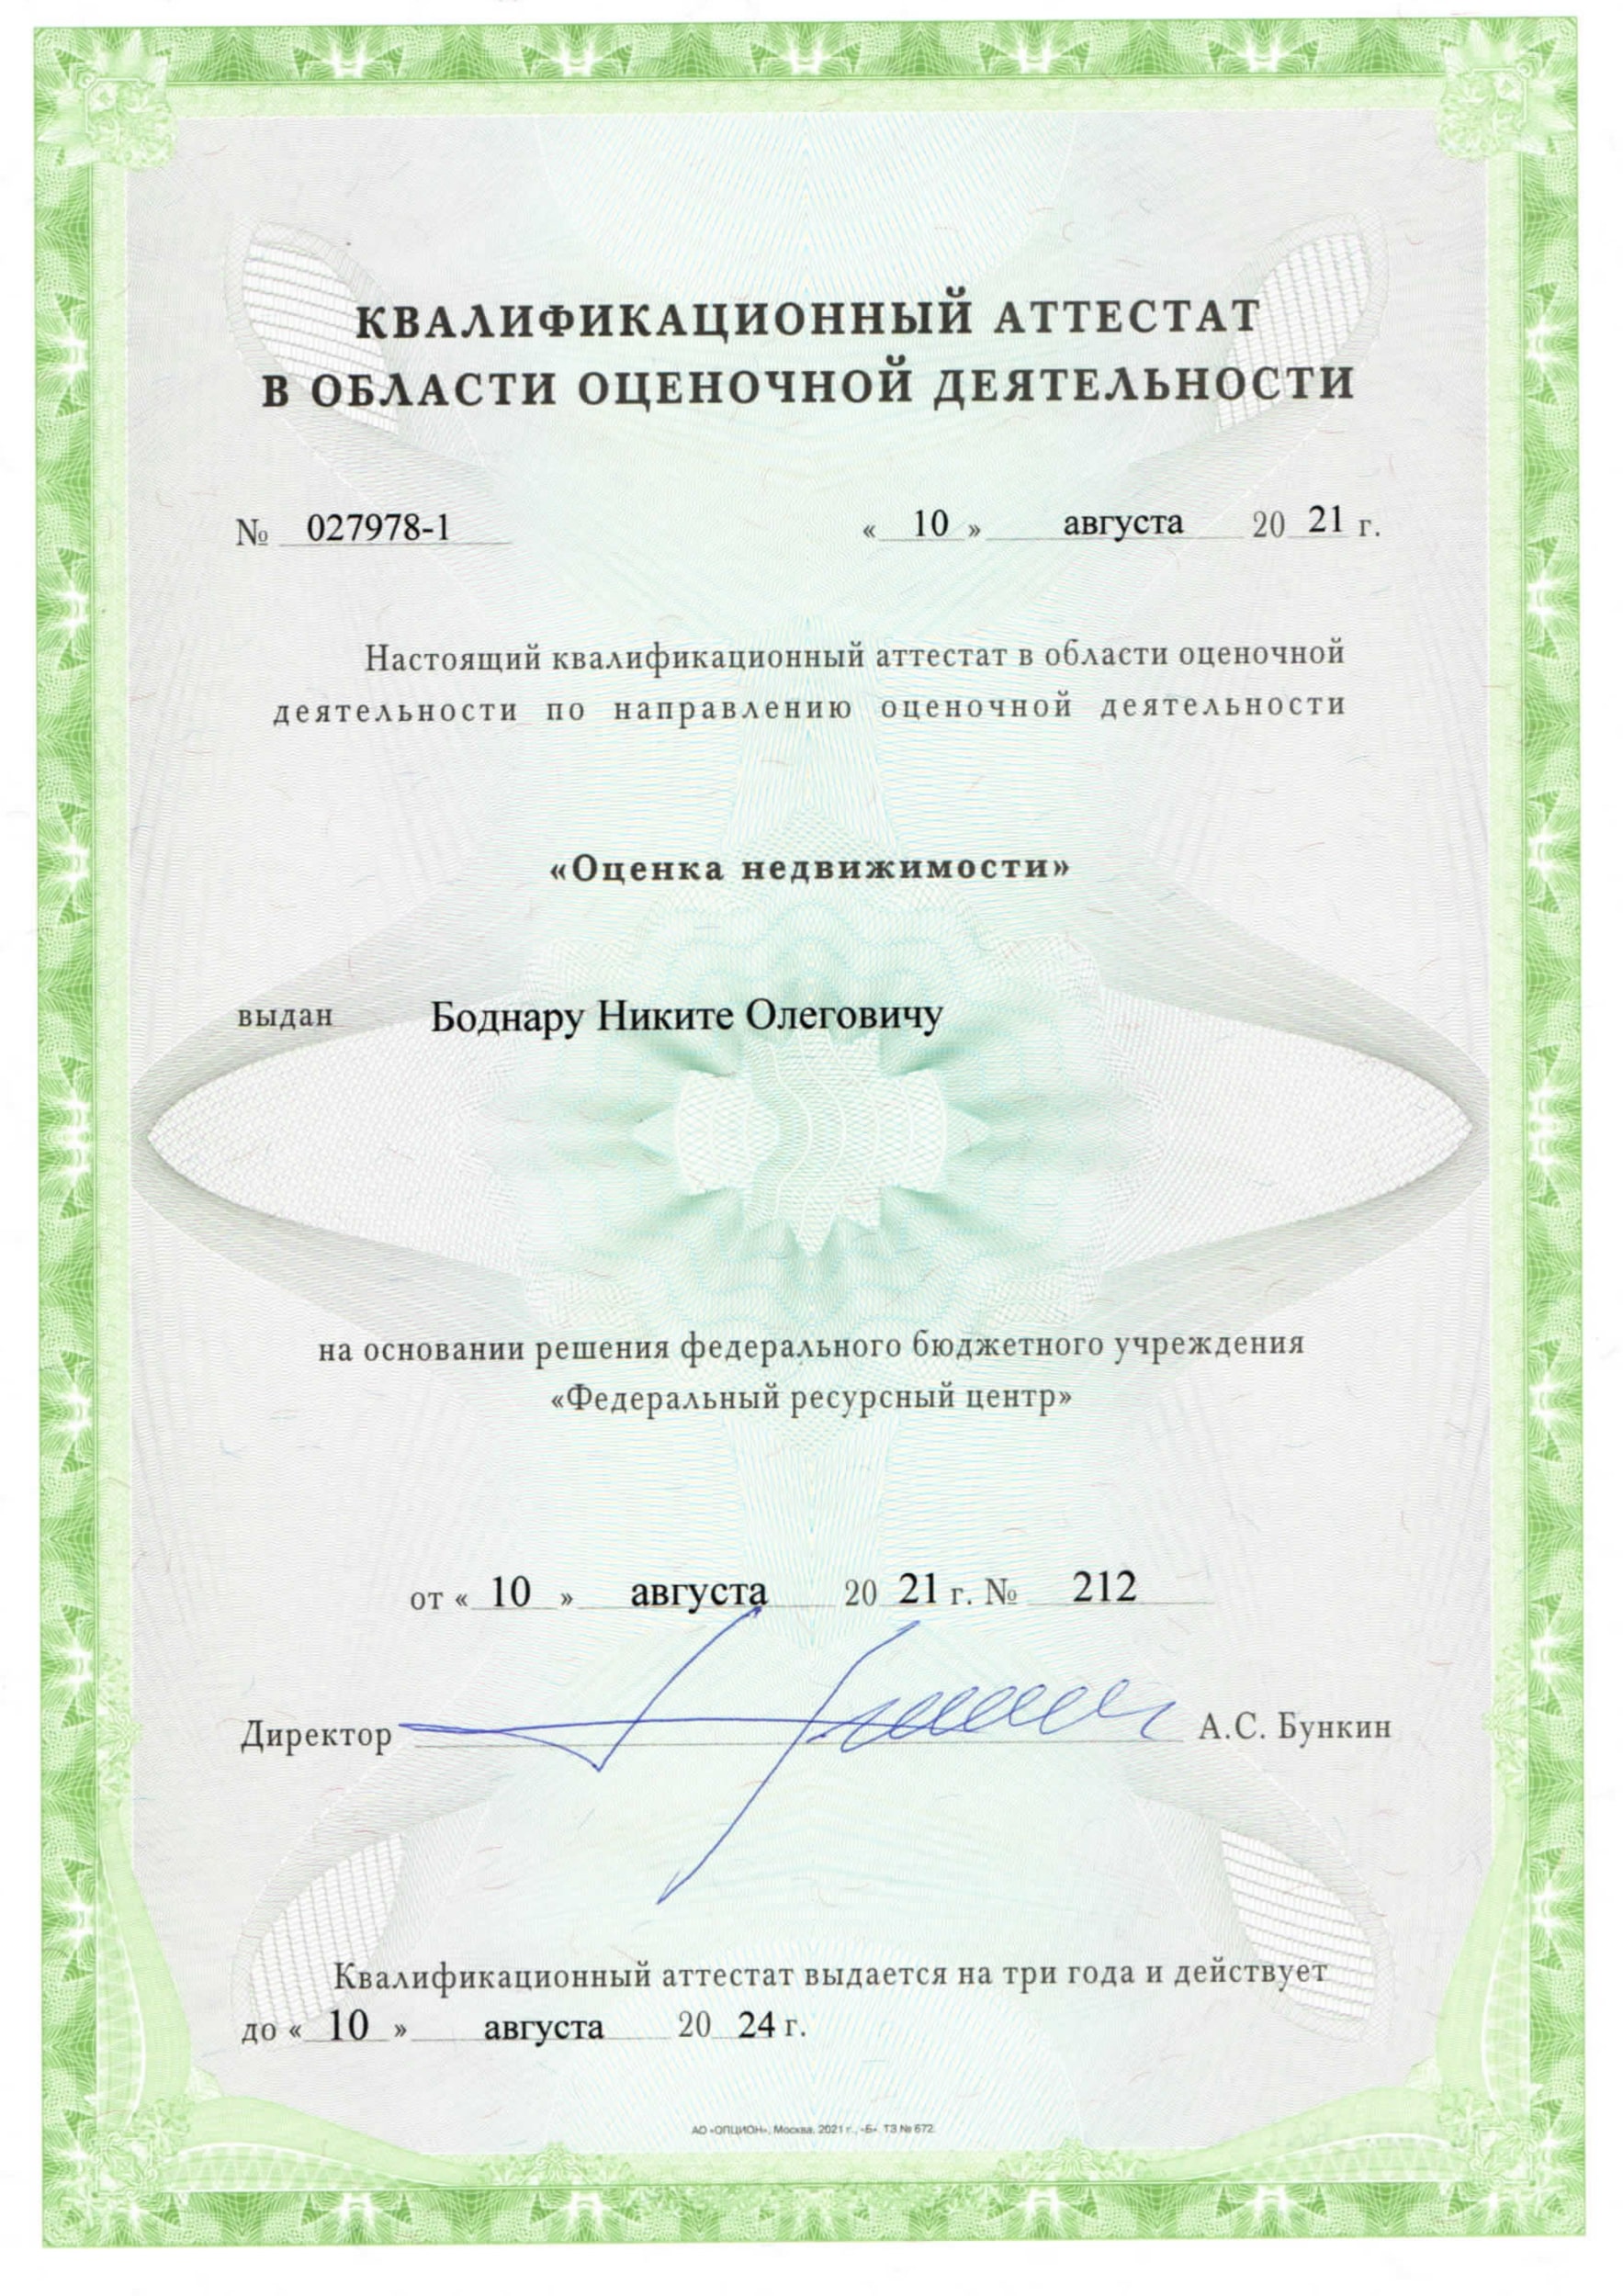 КВАЛИФИКАЦИОННЫЙ АТТЕСТАТ
В ОБЛАСТИ ОЦЕНОЧНОЙ ДЕЯТЕЛЬНОСТИ
№ 027978-1 « 10 » августа 20 21 г.
Настоящий квалификационный аттестат в области оценочной
деятельности по направлению оценочной деятельности
«Оценка недвижимости»
выдан Боднару Никите Олеговичу
на основании решения федерального бюджетного учреждения
«Федеральный ресурсный центр»
от « 10 » августа 20 21 г. № 212
Директор А.С. Бункин
Квалификационный аттестат выдается на три года и действует
до « 10 » августа 20 24 г.
АО «ОПЦИОН», Москва, 2021 г., «Б». ТЗ № 672.